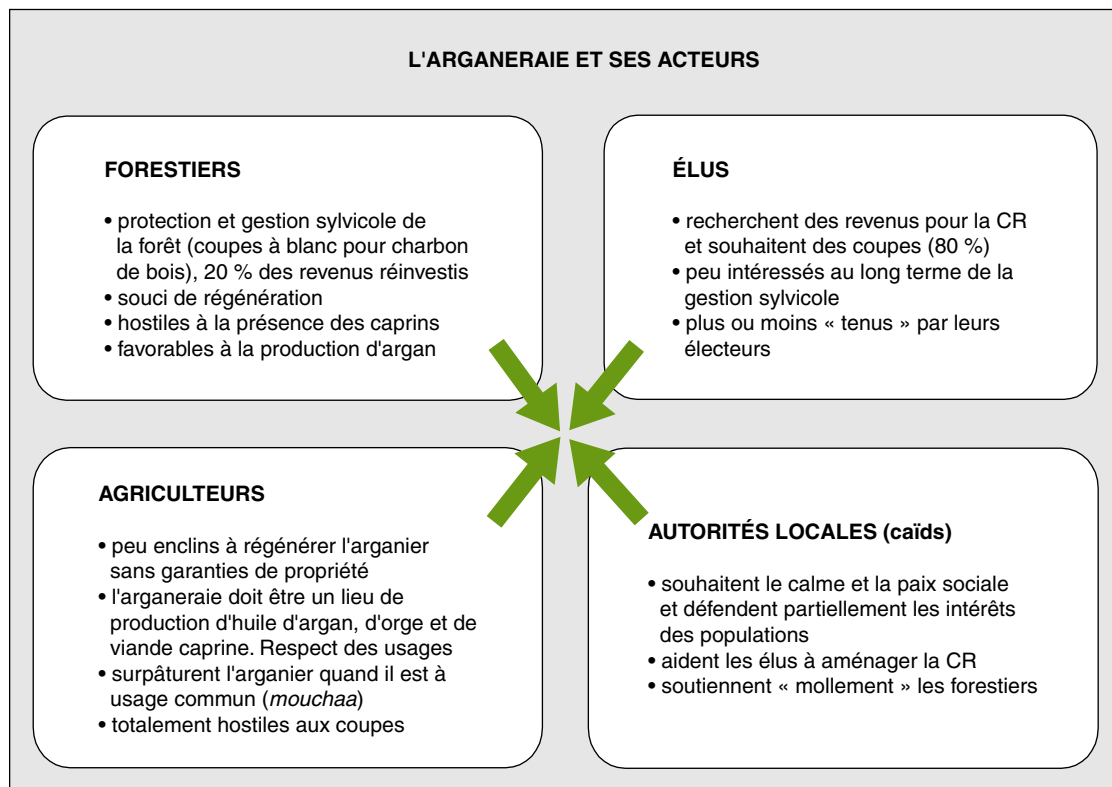 L'ARGANERAIE ET SES ACTEURS
FORESTIERS
• protection et gestion sylvicole de
la forêt (coupes à blanc pour charbon
de bois), 20 % des revenus réinvestis
• souci de régénération
• hostiles à la présence des caprins
• favorables à la production d'argan
ÉLUS
• recherchent des revenus pour la CR
et souhaitent des coupes (80 %)
• peu intéressés au long terme de la
gestion sylvicole
• plus ou moins « tenus » par leurs
électeurs
AGRICULTEURS
• peu enclins à régénérer l'arganier
sans garanties de propriété
• l'arganeraie doit être un lieu de
production d'huile d'argan, d'orge et de
viande caprine. Respect des usages
• surpâturent l'arganier quand il est à
usage commun (mouchaa)
• totalement hostiles aux coupes
AUTORITÉS LOCALES (caïds)
• souhaitent le calme et la paix sociale
et défendent partiellement les intérêts
des populations
• aident les élus à aménager la CR
• soutiennent « mollement » les forestiers